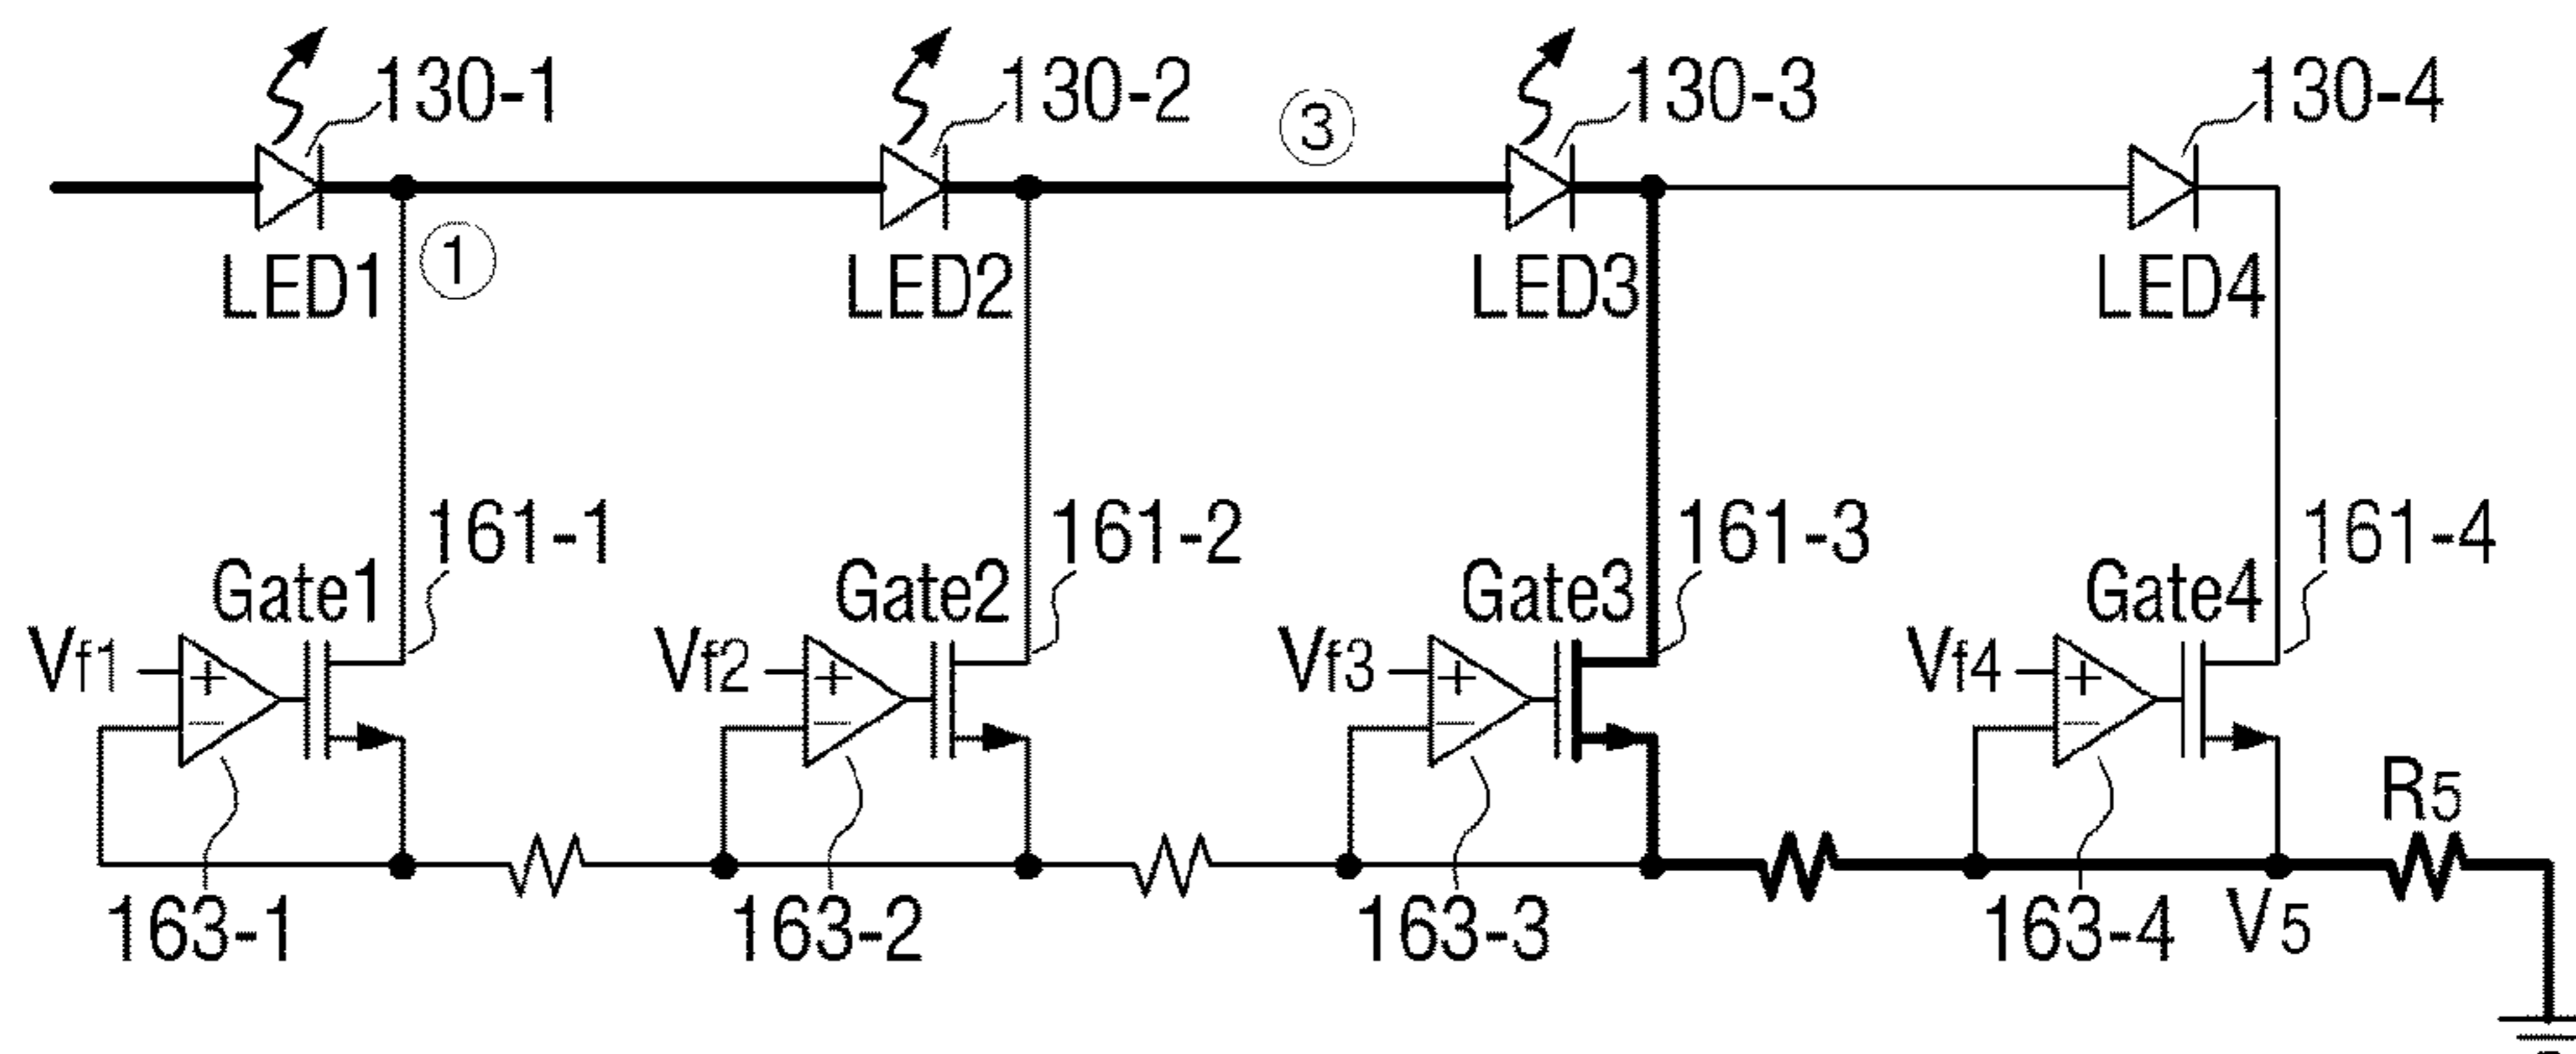 130-1 130-2 ③ 130-3 130-4
LED1 ① LED2 LED3 LED4
161-1 161-2 161-3 161-4
Gate1 Gate2 Gate3 Gate4
Vf1 + Vf2 + Vf3 + Vf4 +
− − − −
R5
163-1 163-2 163-3 163-4 V5